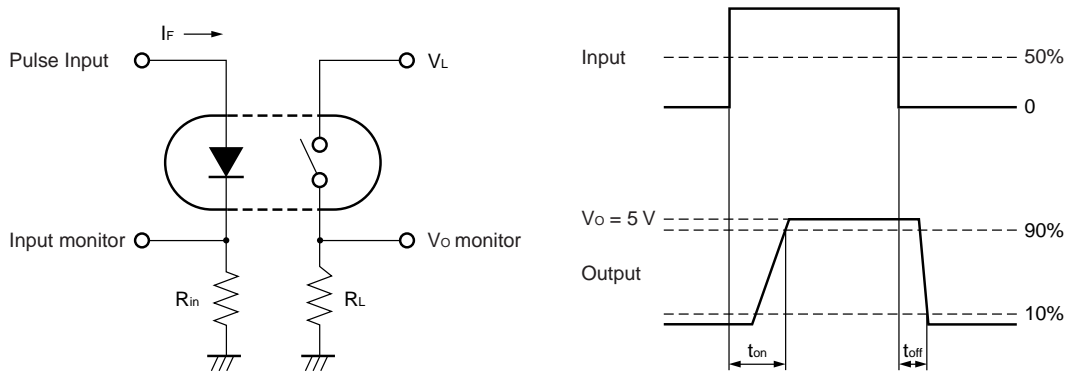 IF
Pulse Input
VL
Input monitor
VO monitor
Rin
RL
Input
50%
0
VO = 5 V
90%
Output
10%
ton
toff